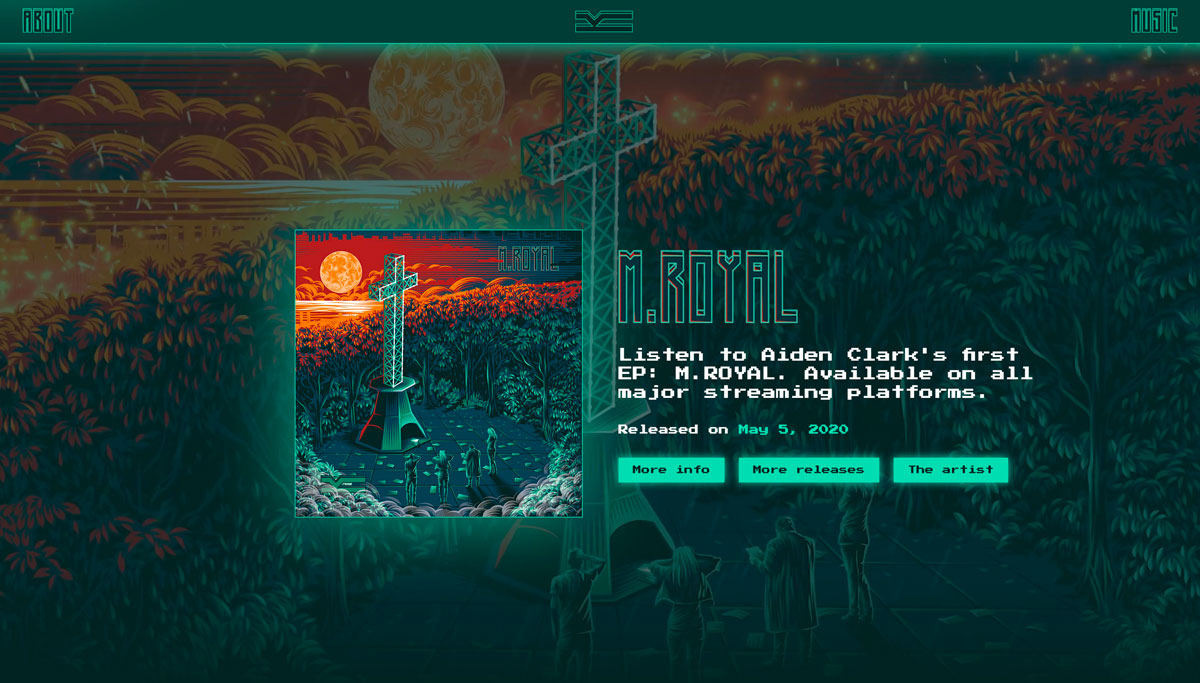 ABOUT
MUSIC
M.ROYAL
M.ROYAL
Listen to Aiden Clark's first
EP: M.ROYAL. Available on all
major streaming platforms.
Released on May 5, 2020
More info
More releases
The artist